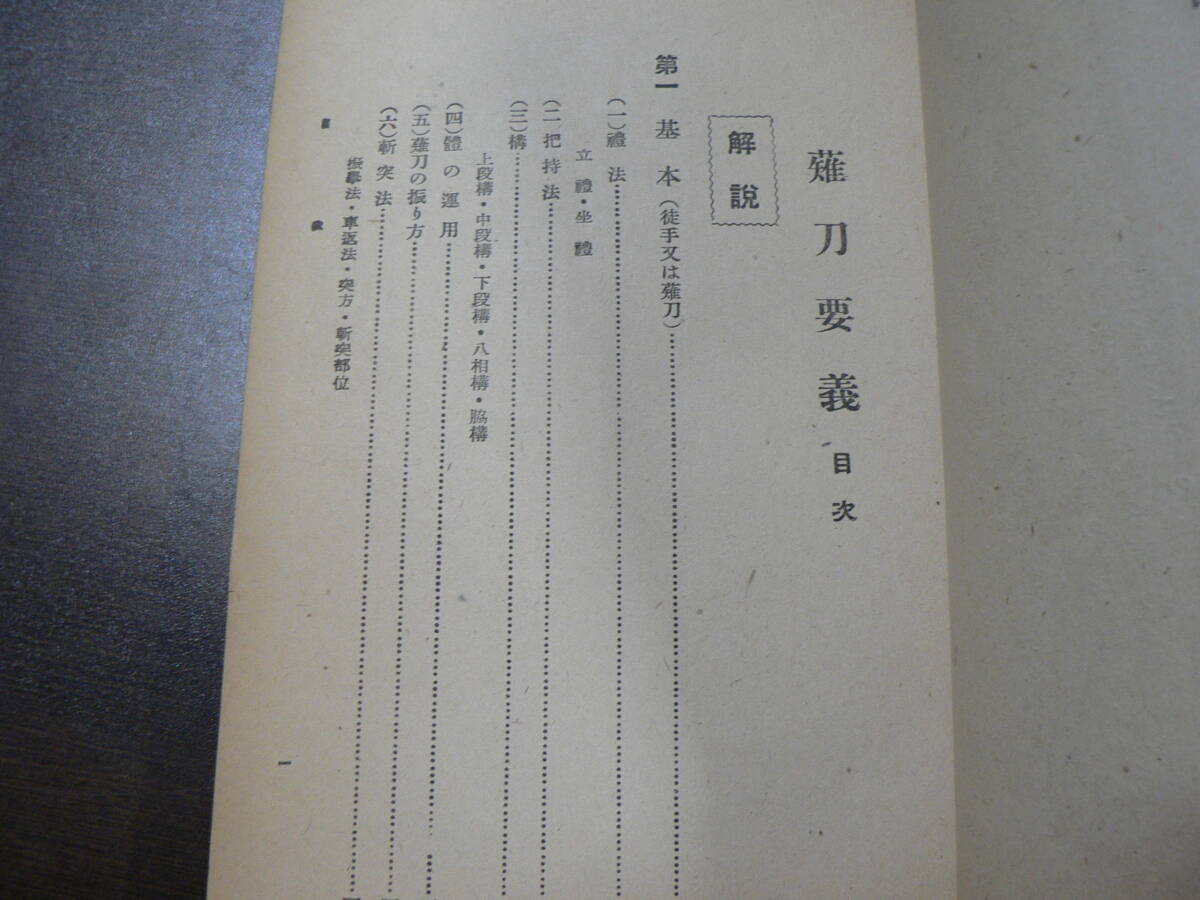 薙刀要義 目次
解說
第一 基本(徒手又は薙刀)
(一)禮法
立禮・坐禮
(二把持法
(三)構
上段構・中段構・下段構・八相構・脇構
(四)體の運用
(五)薙刀の振り方
(六)斬突法
振擧法・車返法・突方・斬突部位
一